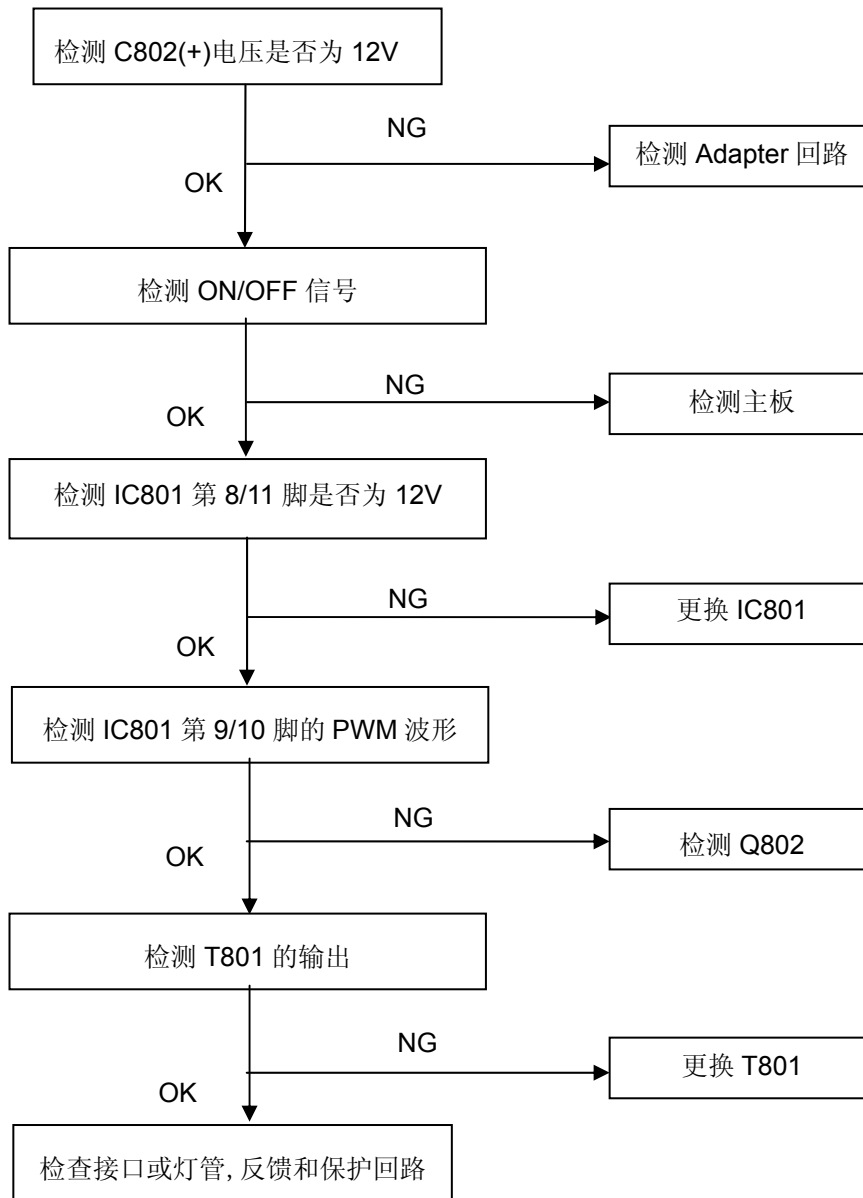 检测 C802(+)电压是否为 12V
NG
检测 Adapter 回路
OK
检测 ON/OFF 信号
NG
检测主板
OK
检测 IC801 第 8/11 脚是否为 12V
NG
更换 IC801
OK
检测 IC801 第 9/10 脚的 PWM 波形
NG
检测 Q802
OK
检测 T801 的输出
NG
更换 T801
OK
检查接口或灯管, 反馈和保护回路